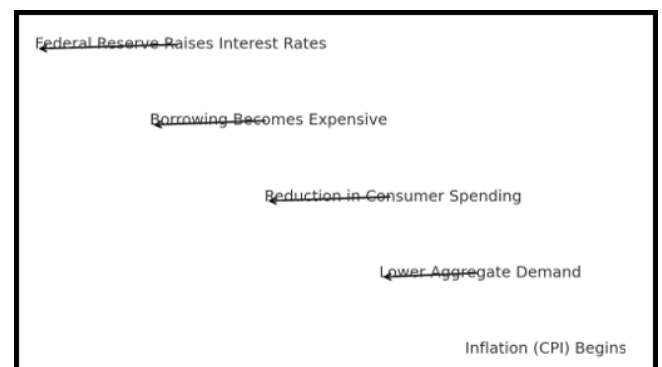 Federal Reserve Raises Interest Rates
Borrowing Becomes Expensive
Reduction in Consumer Spending
Lower Aggregate Demand
Inflation (CPI) Begins